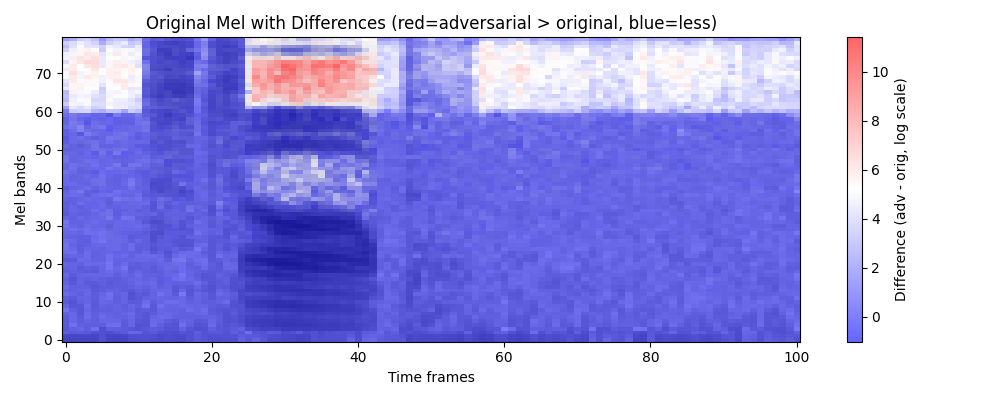 Original Mel with Differences (red=adversarial > original, blue=less)
Mel bands
70
60
50
40
30
20
10
0
0 20 40 60 80 100
Time frames
10
8
6
4
2
0
Difference (adv - orig, log scale)